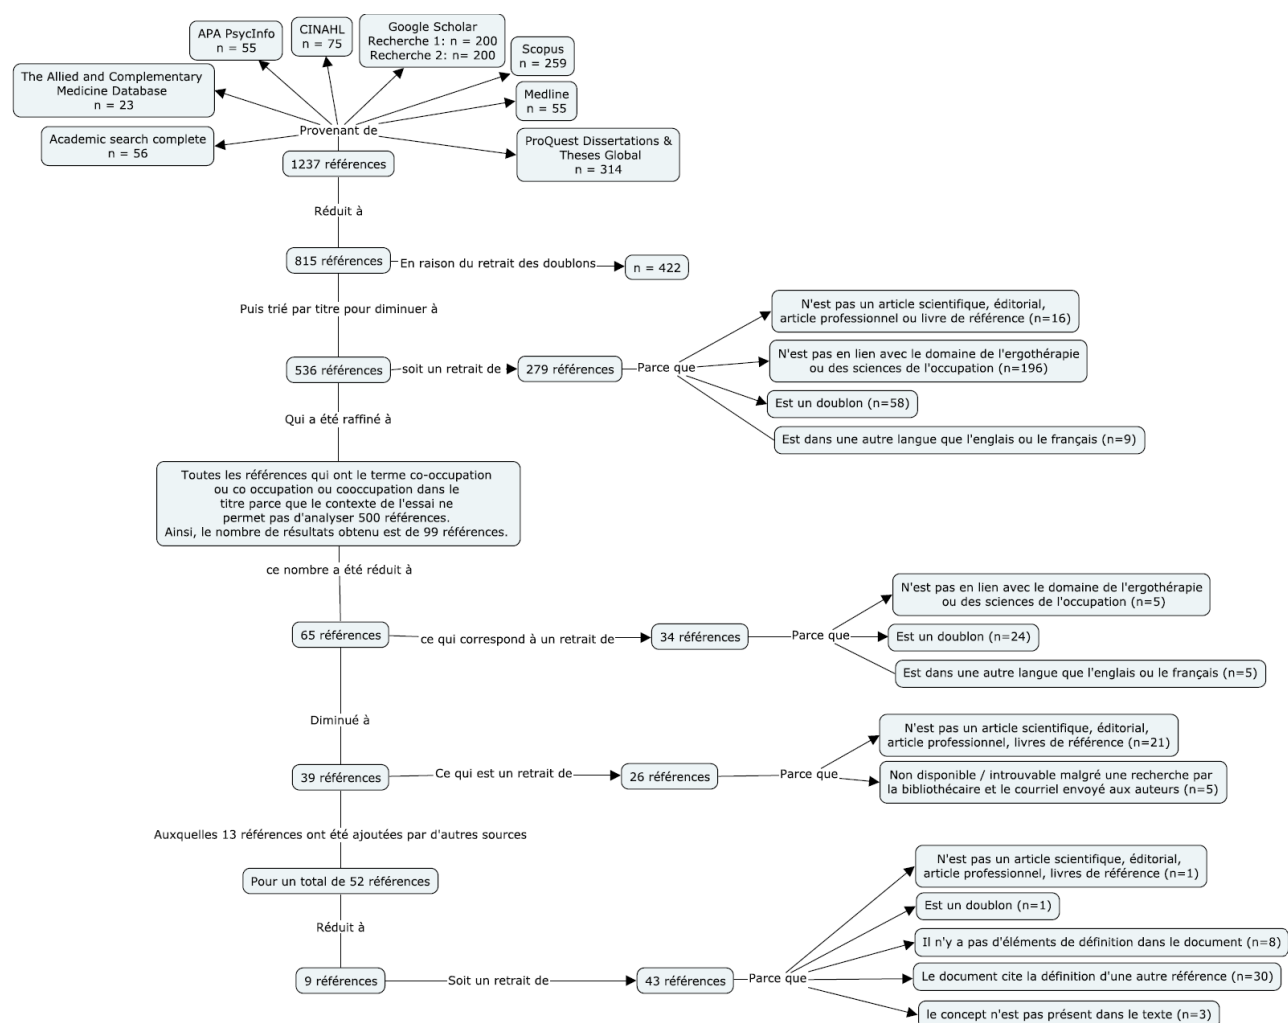 APA PsycInfo
n = 55
CINAHL
n = 75
Google Scholar
Recherche 1: n = 200
Recherche 2: n= 200
Scopus
n = 259
The Allied and Complementary
Medicine Database
n = 23
Medline
n = 55
Academic search complete
n = 56
Provenant de
ProQuest Dissertations &
Theses Global
n = 314
1237 références
Réduit à
815 références
En raison du retrait des doublons
n = 422
Puis trié par titre pour diminuer à
536 références
soit un retrait de
279 références
Parce que
N'est pas un article scientifique, éditorial,
article professionnel ou livre de référence (n=16)
N'est pas en lien avec le domaine de l'ergothérapie
ou des sciences de l'occupation (n=196)
Est un doublon (n=58)
Est dans une autre langue que l'englais ou le français (n=9)
Qui a été raffiné à
Toutes les références qui ont le terme co-occupation
ou co occupation ou cooccupation dans le
titre parce que le contexte de l'essai ne
permet pas d'analyser 500 références.
Ainsi, le nombre de résultats obtenu est de 99 références.
ce nombre a été réduit à
65 références
ce qui correspond à un retrait de
34 références
Parce que
N'est pas en lien avec le domaine de l'ergothérapie
ou des sciences de l'occupation (n=5)
Est un doublon (n=24)
Est dans une autre langue que l'englais ou le français (n=5)
Diminué à
39 références
Ce qui est un retrait de
26 références
Parce que
N'est pas un article scientifique, éditorial,
article professionnel, livres de référence (n=21)
Non disponible / introuvable malgré une recherche par
la bibliothécaire et le courriel envoyé aux auteurs (n=5)
Auxquelles 13 références ont été ajoutées par d'autres sources
Pour un total de 52 références
Réduit à
9 références
Soit un retrait de
43 références
Parce que
N'est pas un article scientifique, éditorial,
article professionnel, livres de référence (n=1)
Est un doublon (n=1)
Il n'y a pas d'éléments de définition dans le document (n=8)
Le document cite la définition d'une autre référence (n=30)
le concept n'est pas présent dans le texte (n=3)